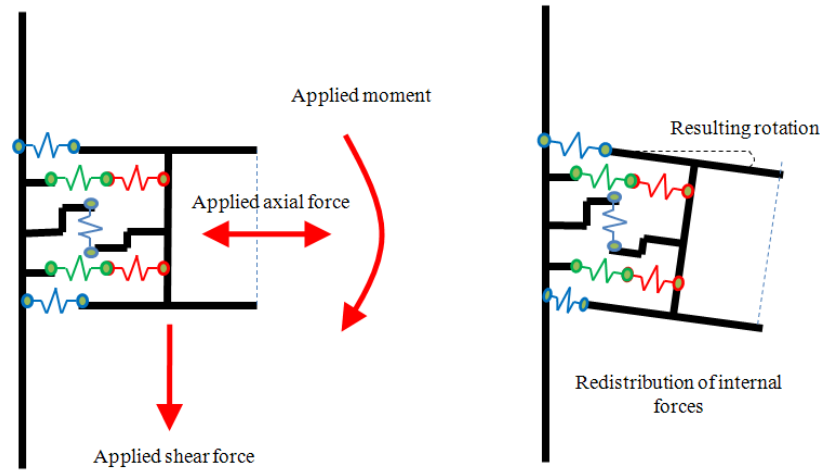 Applied moment
Resulting rotation
Applied axial force
Redistribution of internal
forces
Applied shear force